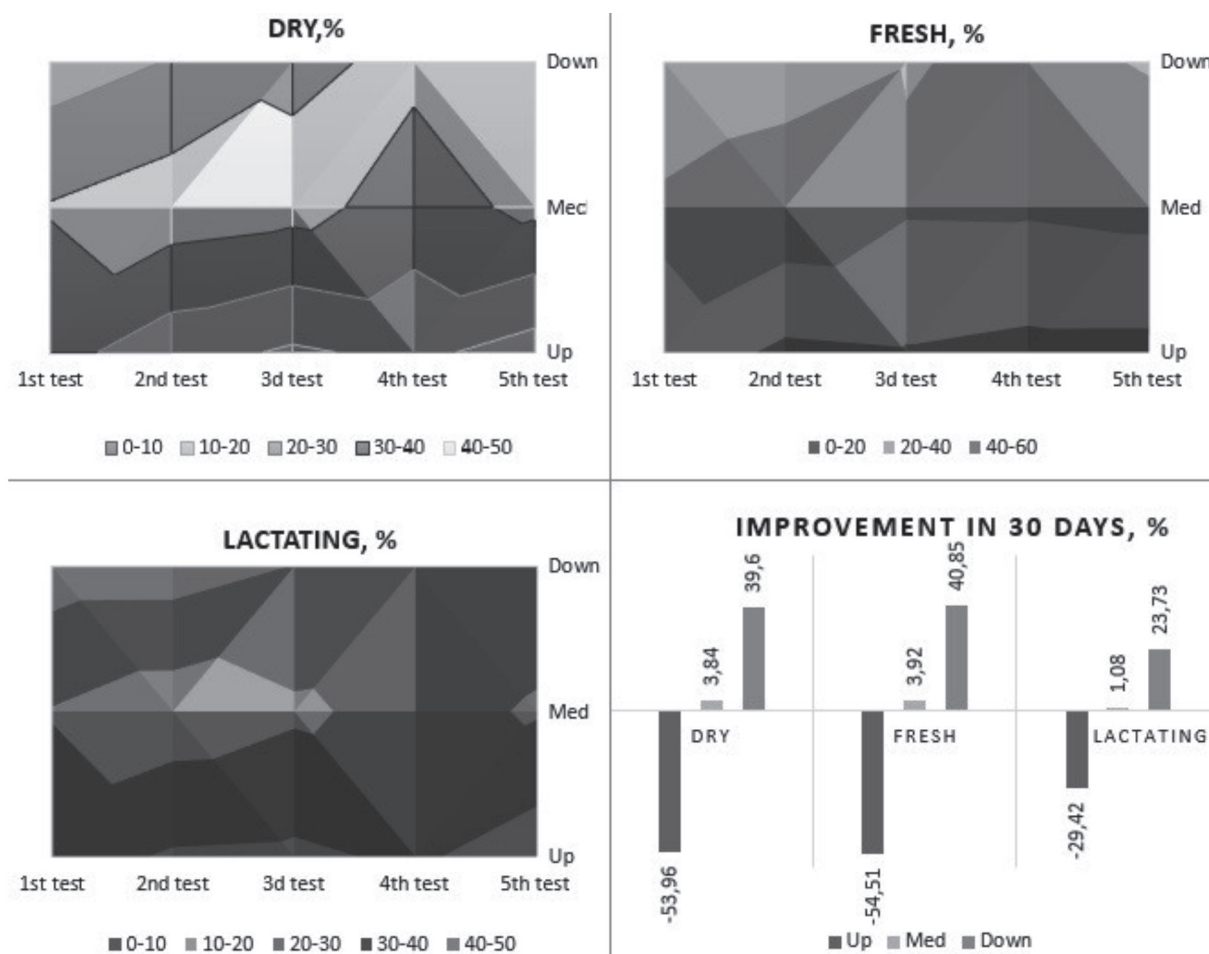 DRY,%
Down
Med
Up
1st test 2nd test 3d test 4th test 5th test
0-10 10-20 20-30 30-40 40-50
FRESH, %
Down
Med
Up
1st test 2nd test 3d test 4th test 5th test
0-20 20-40 40-60
LACTATING, %
Down
Med
Up
1st test 2nd test 3d test 4th test 5th test
0-10 10-20 20-30 30-40 40-50
IMPROVEMENT IN 30 DAYS, %
-53,96 3,84 39,6
-54,51 3,92 40,85
-29,42 1,08 23,73
DRY FRESH LACTATING
Up Med Down